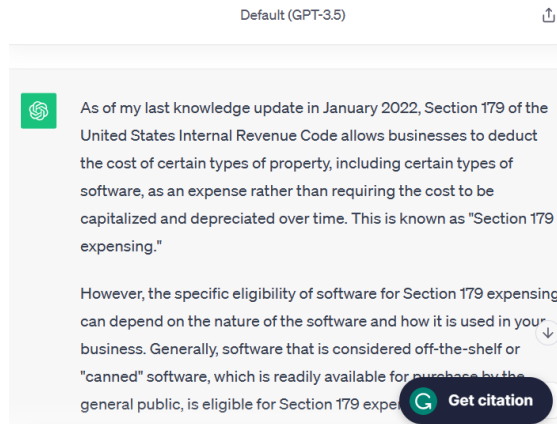 Default (GPT-3.5)
As of my last knowledge update in January 2022, Section 179 of the
United States Internal Revenue Code allows businesses to deduct
the cost of certain types of property, including certain types of
software, as an expense rather than requiring the cost to be
capitalized and depreciated over time. This is known as "Section 179
expensing."
However, the specific eligibility of software for Section 179 expensing
can depend on the nature of the software and how it is used in your
business. Generally, software that is considered off-the-shelf or
"canned" software, which is readily available for purchase by the
general public, is eligible for Section 179
Get citation